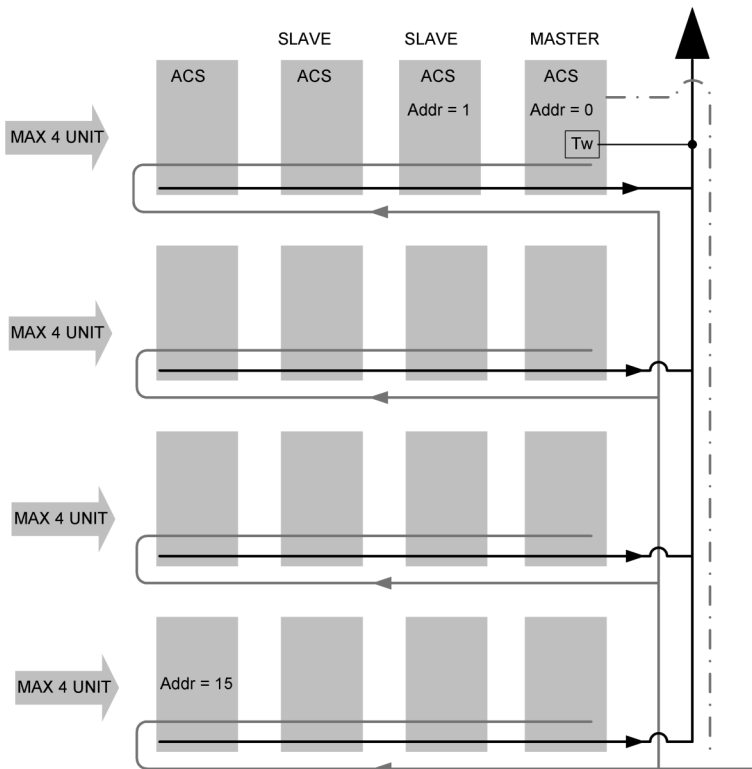 SLAVE SLAVE MASTER
ACS ACS ACS ACS
Addr = 1 Addr = 0
MAX 4 UNIT
Tw
MAX 4 UNIT
MAX 4 UNIT
MAX 4 UNIT
Addr = 15